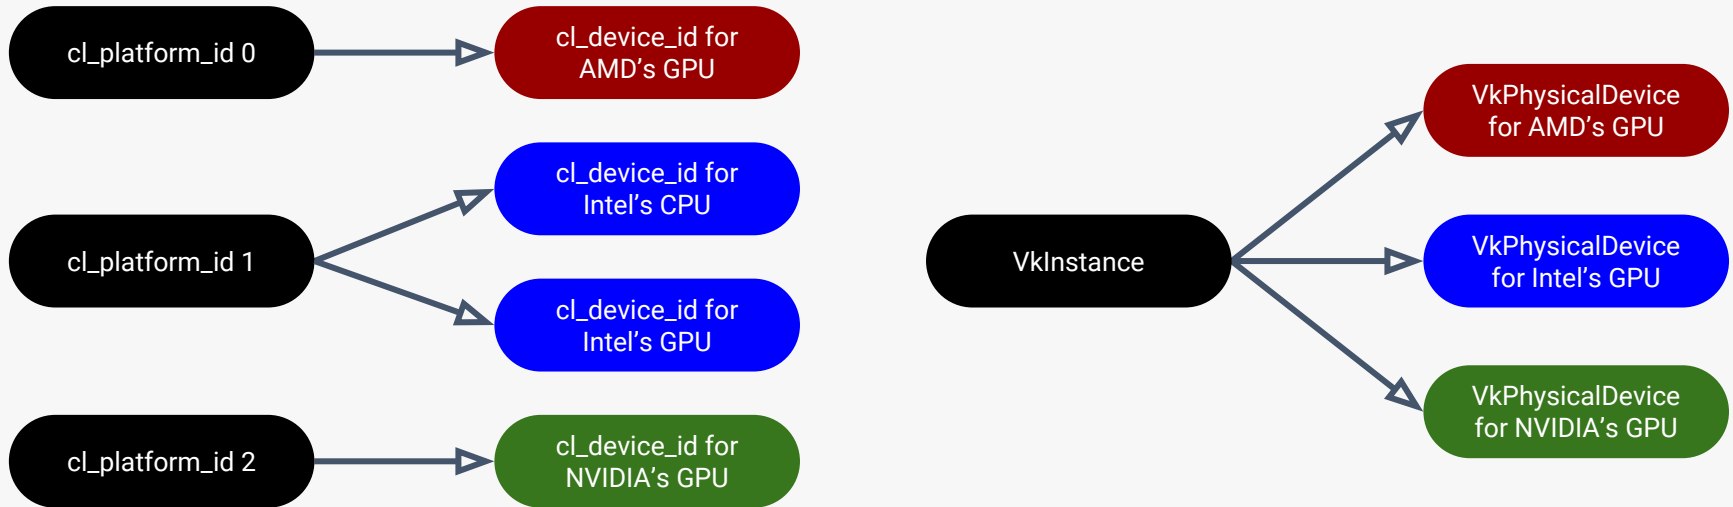 cl_platform_id 0
cl_device_id for
AMD’s GPU
cl_platform_id 1
cl_device_id for
Intel’s CPU
cl_device_id for
Intel’s GPU
cl_platform_id 2
cl_device_id for
NVIDIA’s GPU
VkInstance
VkPhysicalDevice
for AMD’s GPU
VkPhysicalDevice
for Intel’s GPU
VkPhysicalDevice
for NVIDIA’s GPU